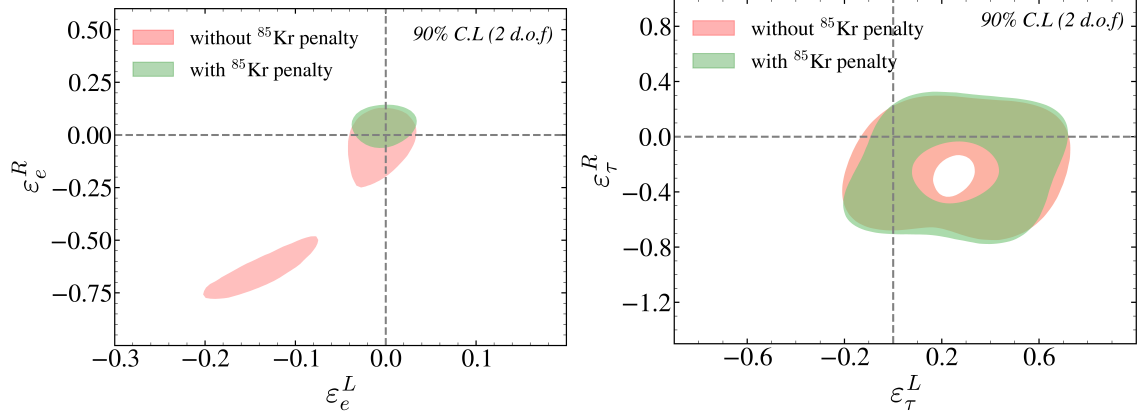 0.50
0.25
0.00
−0.25
−0.50
−0.75
ε_e^R
without ⁸⁵Kr penalty
with ⁸⁵Kr penalty
90% C.L (2 d.o.f)
−0.3
−0.2
−0.1
0.0
0.1
ε_e^L
0.8
0.4
0.0
−0.4
−0.8
−1.2
ε_τ^R
without ⁸⁵Kr penalty
with ⁸⁵Kr penalty
90% C.L (2 d.o.f)
−0.6
−0.2
0.2
0.6
ε_τ^L